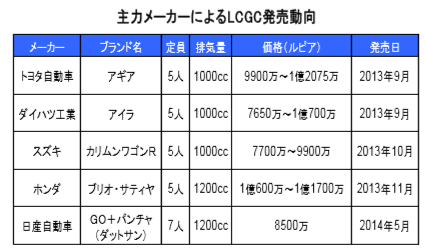 主力メーカーによるLCGC発売動向
メーカー ブランド名 定員 排気量 価格(ルピア) 発売日
トヨタ自動車 アギア 5人 1000cc 9900万〜1億2075万 2013年9月
ダイハツ工業 アイラ 5人 1000cc 7650万〜1億700万 2013年9月
スズキ カリムンワゴンR 5人 1000cc 7700万〜9900万 2013年10月
ホンダ ブリオ・サティヤ 5人 1200cc 1億600万〜1億1700万 2013年11月
日産自動車 GO+パンチャ 7人 1200cc 8500万 2014年5月
(ダットサン)